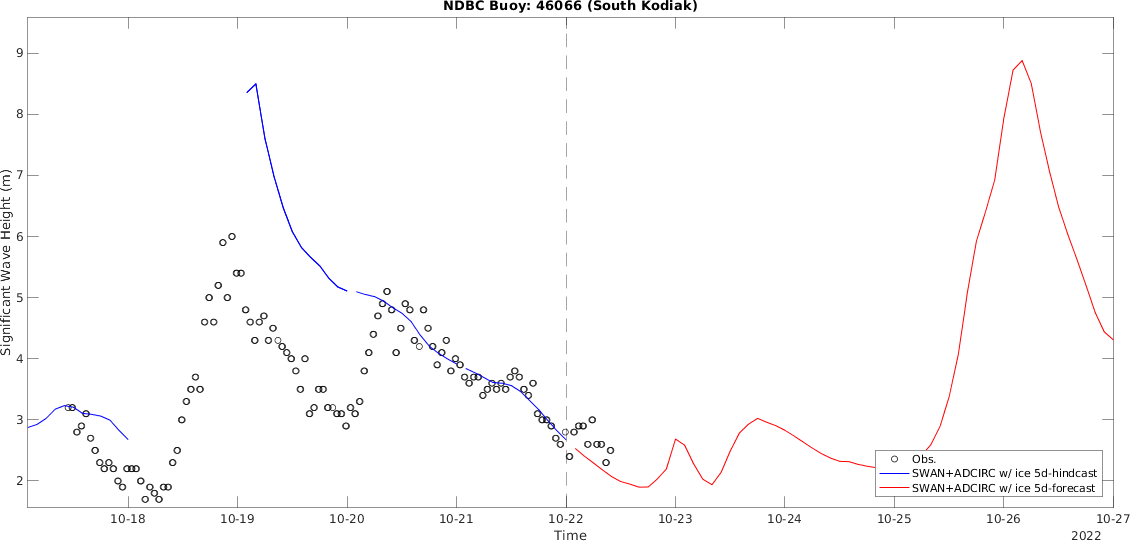 NDBC Buoy: 46066 (South Kodiak)
Significant Wave Height (m)
9
8
7
6
5
4
3
2
Obs.
SWAN+ADCIRC w/ ice 5d-hindcast
SWAN+ADCIRC w/ ice 5d-forecast
10-18 10-19 10-20 10-21 10-22 10-23 10-24 10-25 10-26 10-27
Time
2022